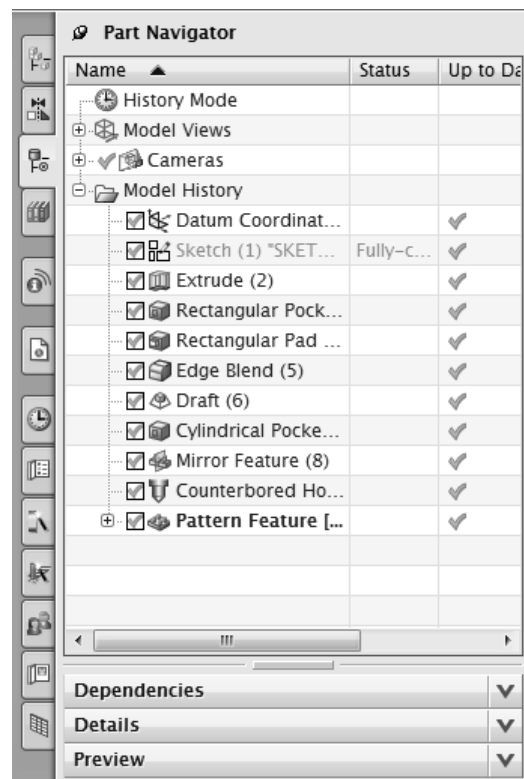 Part Navigator
Name Status Up to Da
History Mode
Model Views
Cameras
Model History
Datum Coordinat...
Sketch (1) "SKET... Fully-c...
Extrude (2)
Rectangular Pock...
Rectangular Pad ...
Edge Blend (5)
Draft (6)
Cylindrical Pocke...
Mirror Feature (8)
Counterbored Ho...
Pattern Feature [...
Dependencies
Details
Preview